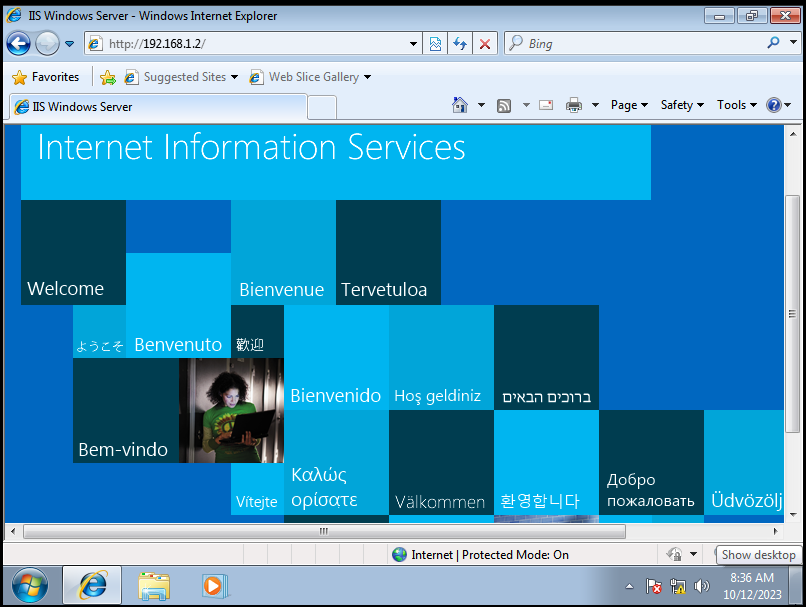 IIS Windows Server - Windows Internet Explorer
http://192.168.1.2/
Bing
Favorites
Suggested Sites
Web Slice Gallery
IIS Windows Server
Page
Safety
Tools
Internet Information Services
Welcome
Bienvenue
Tervetuloa
ようこそ
Benvenuto
歡迎
Bienvenido
Hoş geldiniz
ברוכים הבאים
Bem-vindo
Vítejte
Καλώς
ορίσατε
Välkommen
환영합니다
Добро
пожаловать
Üdvözölj
Internet | Protected Mode: On
Show desktop
8:36 AM
10/12/2023